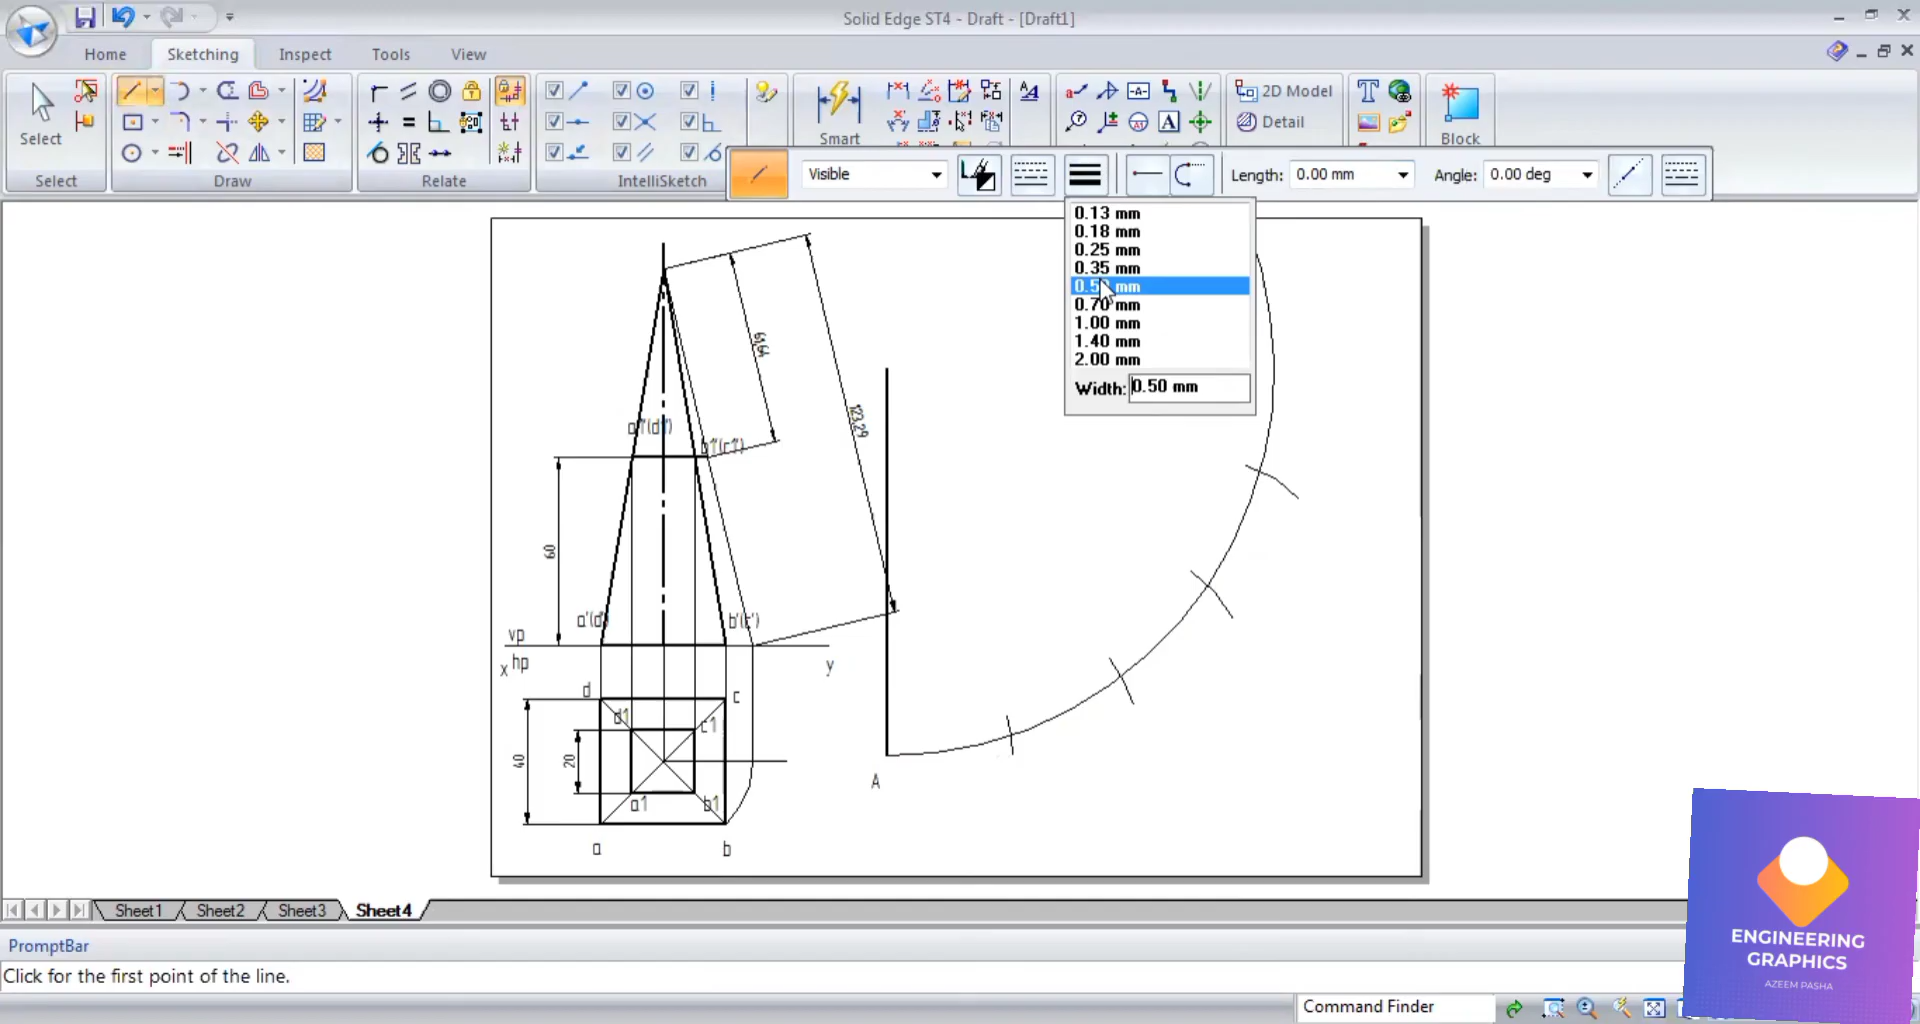 Solid Edge ST4 - Draft - [Draft1]
Home
Sketching
Inspect
Tools
View
Select
Smart
2D Model
Detail
Block
Select
Draw
Relate
IntelliSketch
Visible
Length: 0.00 mm
Angle: 0.00 deg
0.13 mm
0.18 mm
0.25 mm
0.35 mm
0.50 mm
0.70 mm
1.00 mm
1.40 mm
2.00 mm
Width: 0.50 mm
123,29
60
vp
x hp
y
d
c
d1
c1
40
20
a1
b1
a
b
A
Sheet1
Sheet2
Sheet3
Sheet4
PromptBar
Click for the first point of the line.
Command Finder
ENGINEERING
GRAPHICS
AZEEM PASHA